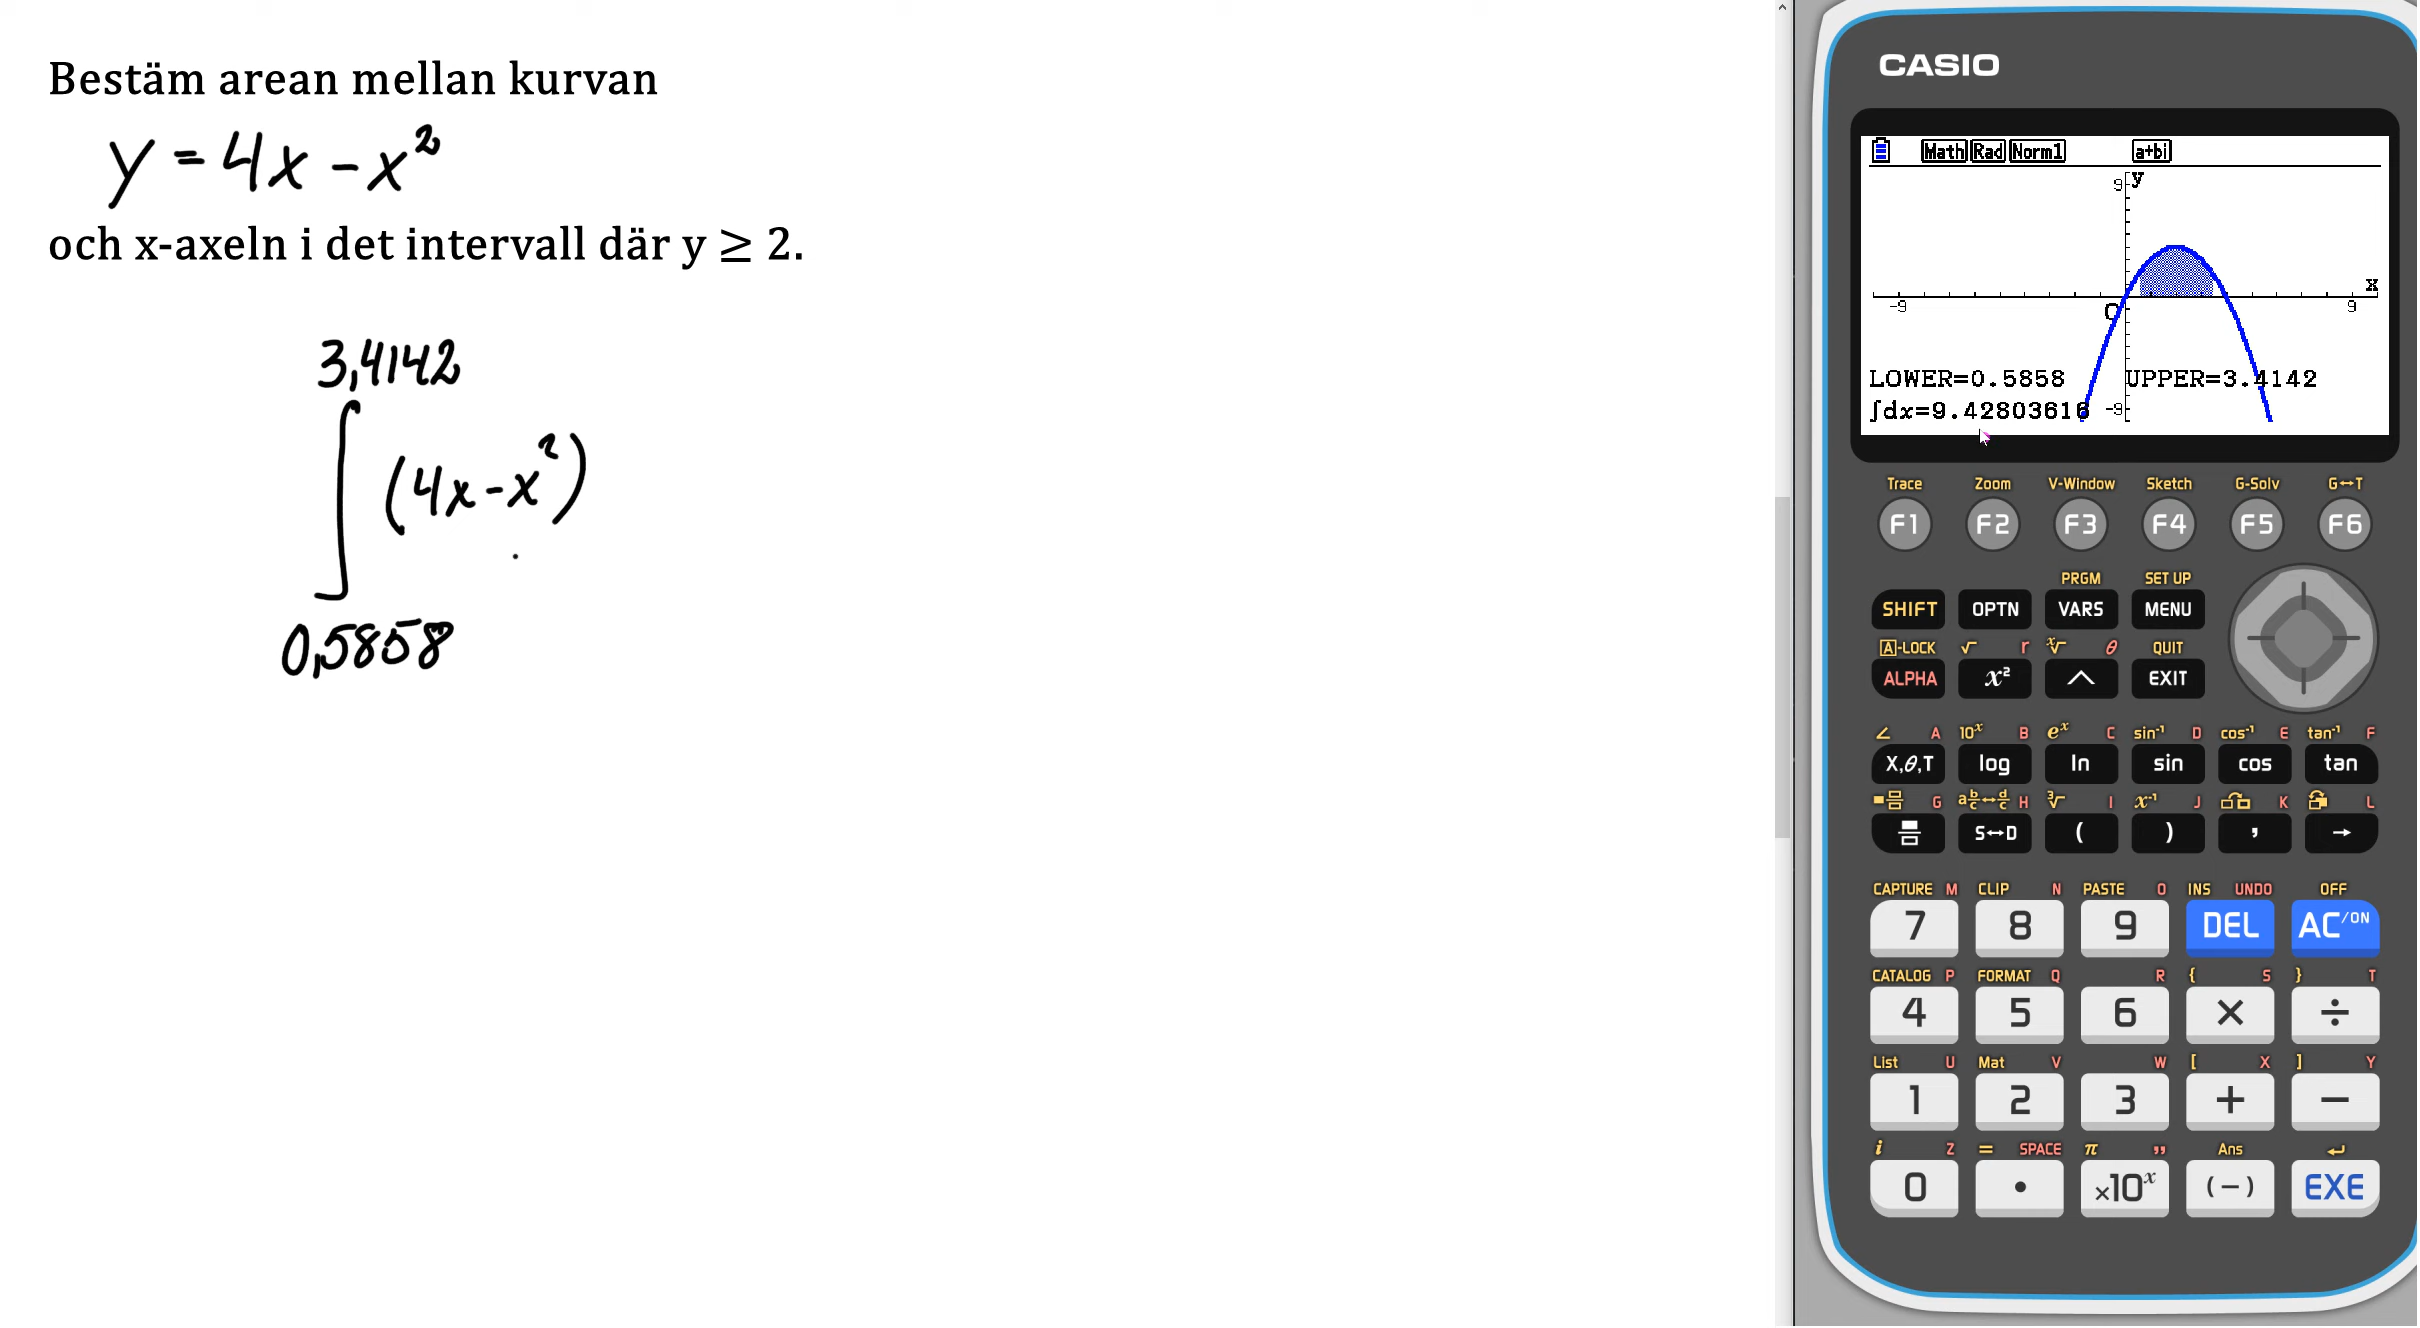 Bestäm arean mellan kurvan
y = 4x - x²
och x-axeln i det intervall där y ≥ 2.
3,4142
∫ (4x-x²)
0,5858
CASIO
Math Rad Norm1 a+bi
9 y
x
-9 O 9
LOWER=0.5858 UPPER=3.4142
∫dx=9.42803616 -9
Trace Zoom V-Window Sketch G-Solv G↔T
F1 F2 F3 F4 F5 F6
PRGM SET UP
SHIFT OPTN VARS MENU
A-LOCK √ r ˣ√ θ QUIT
ALPHA x² ^ EXIT
∠ A 10ˣ B eˣ C sin⁻¹ D cos⁻¹ E tan⁻¹ F
X,θ,T log ln sin cos tan
G a b/c↔d/c H ³√ I x⁻¹ J K L
S↔D ( ) , →
CAPTURE M CLIP N PASTE O INS UNDO OFF
7 8 9 DEL AC/ON
CATALOG P FORMAT Q R { S } T
4 5 6 × ÷
List U Mat V W [ X ] Y
1 2 3 + −
i Z = SPACE π " Ans ↵
0 • ×10ˣ (−) EXE